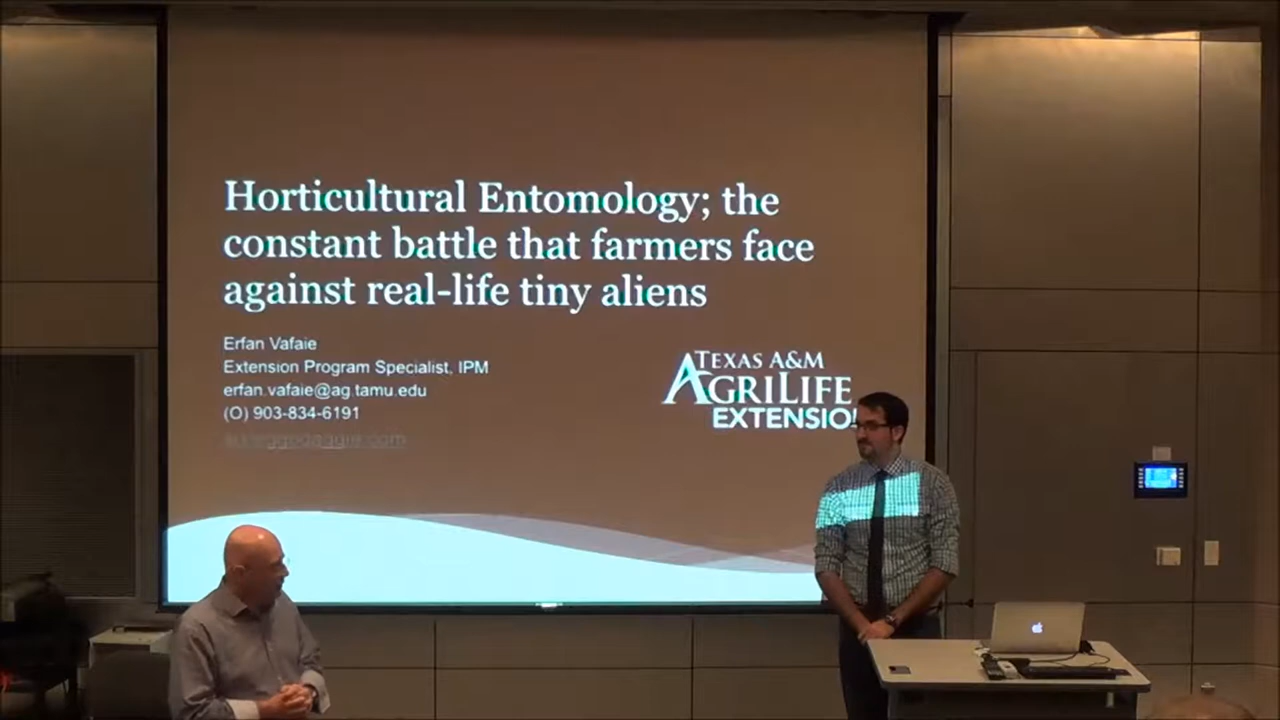 Horticultural Entomology; the
constant battle that farmers face
against real-life tiny aliens
Erfan Vafaie
Extension Program Specialist, IPM
erfan.vafaie@ag.tamu.edu
(O) 903-834-6191
TEXAS A&M
AGRILIFE
EXTENSIO